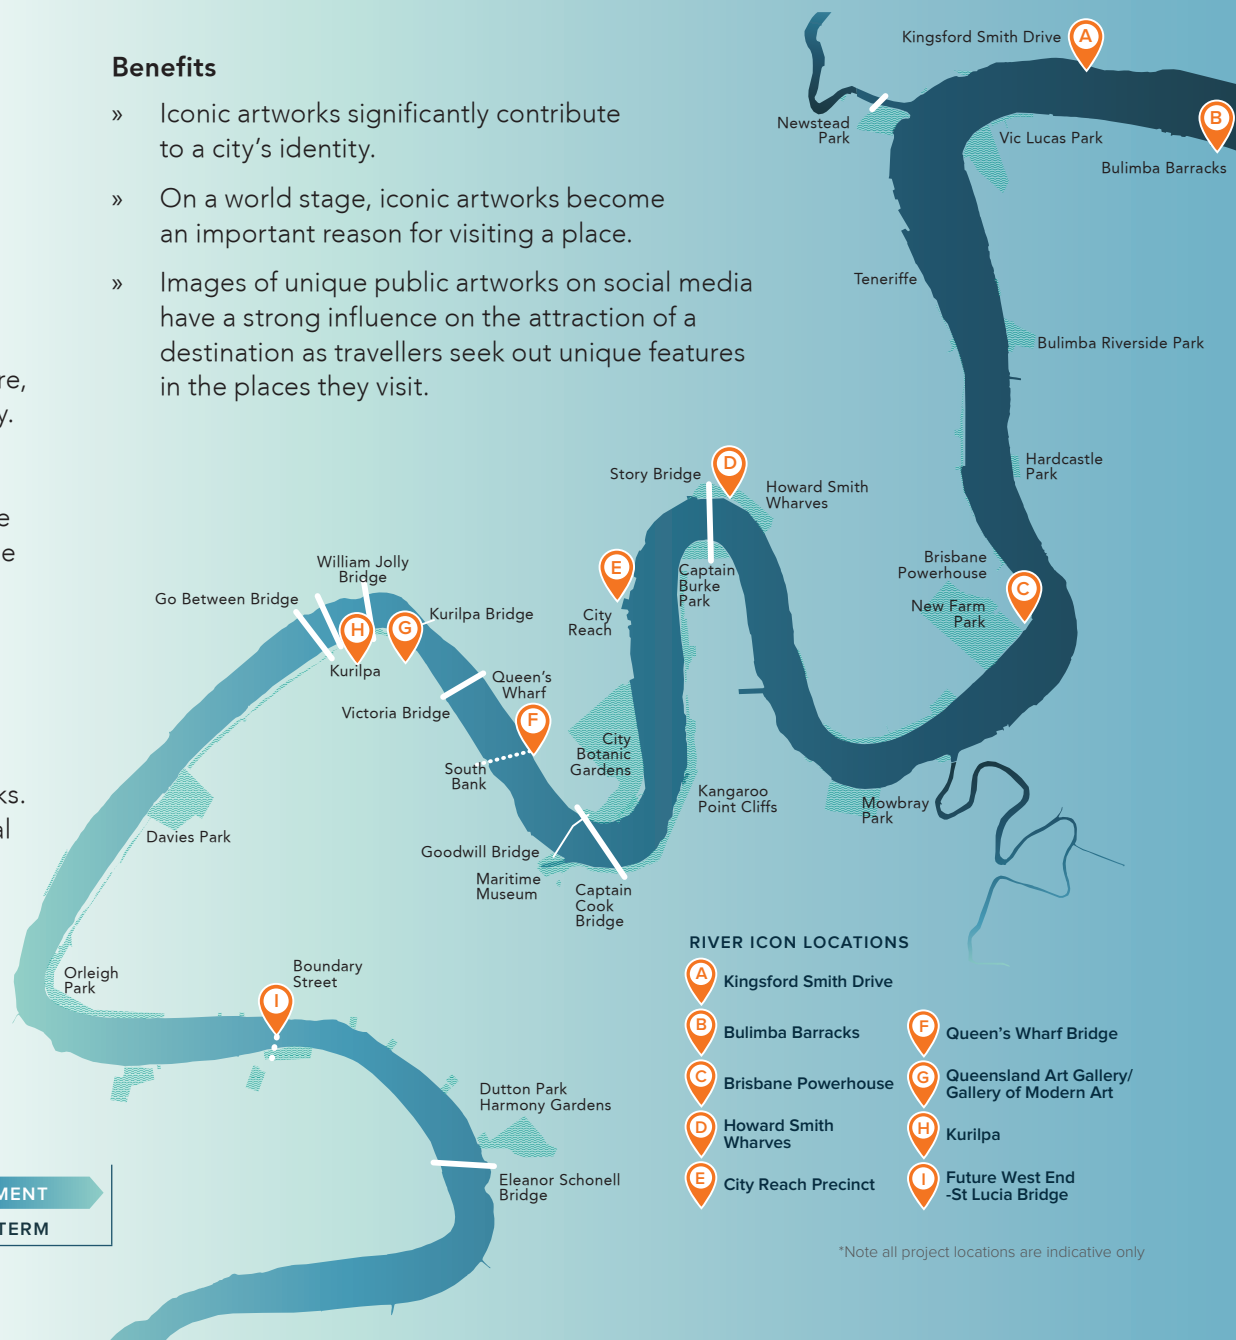 Benefits
» Iconic artworks significantly contribute
to a city's identity.
» On a world stage, iconic artworks become
an important reason for visiting a place.
» Images of unique public artworks on social media
have a strong influence on the attraction of a
destination as travellers seek out unique features
in the places they visit.
re,
y.
e
e
ks.
al
MENT
TERM
Kingsford Smith Drive
A
B
Newstead
Park
Vic Lucas Park
Bulimba Barracks
Teneriffe
Bulimba Riverside Park
Hardcastle
Park
Story Bridge
D
Howard Smith
Wharves
Brisbane
Powerhouse
C
New Farm
Park
E
City
Reach
Captain
Burke
Park
William Jolly
Bridge
Go Between Bridge
H
G
Kurilpa Bridge
Kurilpa
Queen's
Wharf
Victoria Bridge
F
South
Bank
City
Botanic
Gardens
Kangaroo
Point Cliffs
Mowbray
Park
Davies Park
Goodwill Bridge
Maritime
Museum
Captain
Cook
Bridge
Orleigh
Park
Boundary
Street
I
Dutton Park
Harmony Gardens
Eleanor Schonell
Bridge
RIVER ICON LOCATIONS
A Kingsford Smith Drive
B Bulimba Barracks
C Brisbane Powerhouse
D Howard Smith
Wharves
E City Reach Precinct
F Queen's Wharf Bridge
G Queensland Art Gallery/
Gallery of Modern Art
H Kurilpa
I Future West End
-St Lucia Bridge
*Note all project locations are indicative only